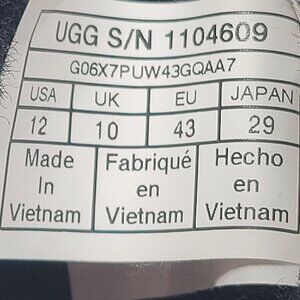 UGG S/N 1104609
G06X7PUW43GQAA7
USA UK EU JAPAN
12 10 43 29
Made Fabriqué Hecho
In en en
Vietnam Vietnam Vietnam